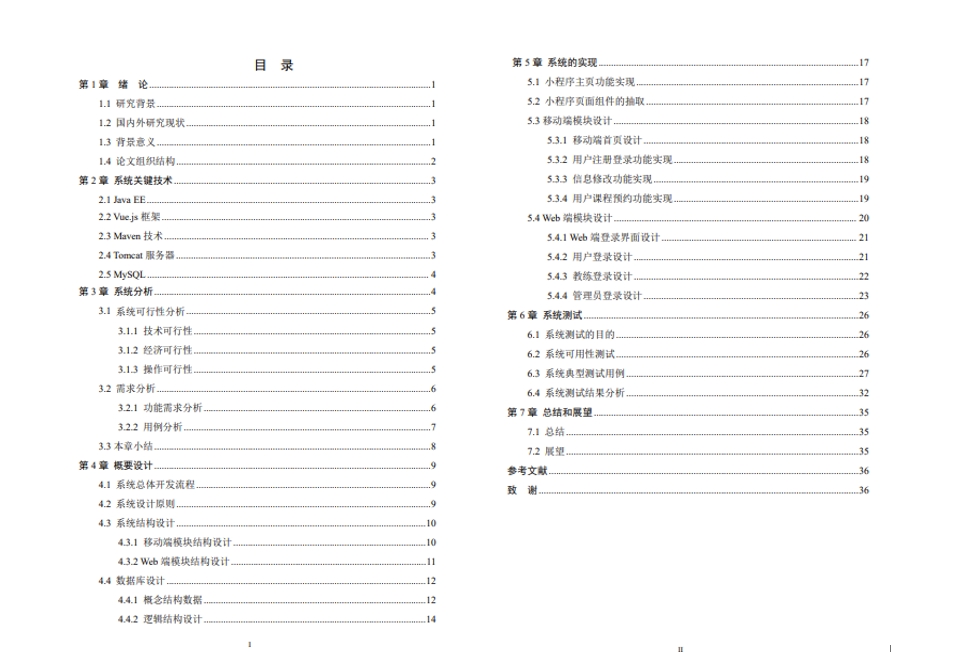 目 录
第 1 章 绪 论........1
1.1 研究背景........1
1.2 国内外研究现状........1
1.3 背景意义........1
1.4 论文组织结构........2
第 2 章 系统关键技术........3
2.1 Java EE........3
2.2 Vue.js 框架........3
2.3 Maven 技术........3
2.4 Tomcat 服务器........3
2.5 MySQL........4
第 3 章 系统分析........4
3.1 系统可行性分析........5
3.1.1 技术可行性........5
3.1.2 经济可行性........5
3.1.3 操作可行性........5
3.2 需求分析........6
3.2.1 功能需求分析........6
3.2.2 用例分析........7
3.3 本章小结........8
第 4 章 概要设计........9
4.1 系统总体开发流程........9
4.2 系统设计原则........9
4.3 系统结构设计........10
4.3.1 移动端模块结构设计........10
4.3.2 Web 端模块结构设计........11
4.4 数据库设计........12
4.4.1 概念结构数据........12
4.4.2 逻辑结构设计........14
I
第 5 章 系统的实现........17
5.1 小程序主页功能实现........17
5.2 小程序页面组件的抽取........17
5.3 移动端模块设计........18
5.3.1 移动端首页设计........18
5.3.2 用户注册登录功能实现........18
5.3.3 信息修改功能实现........19
5.3.4 用户课程预约功能实现........19
5.4 Web 端模块设计........20
5.4.1 Web 端登录界面设计........21
5.4.2 用户登录设计........21
5.4.3 教练登录设计........22
5.4.4 管理员登录设计........23
第 6 章 系统测试........26
6.1 系统测试的目的........26
6.2 系统可用性测试........26
6.3 系统典型测试用例........27
6.4 系统测试结果分析........32
第 7 章 总结和展望........35
7.1 总结........35
7.2 展望........35
参考文献........36
致 谢........36
II